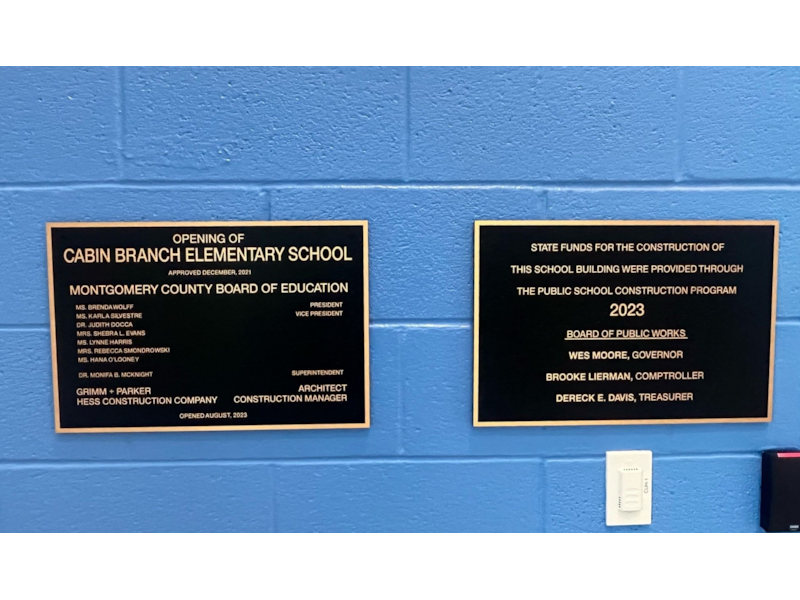 OPENING OF
CABIN BRANCH ELEMENTARY SCHOOL
APPROVED DECEMBER, 2021
MONTGOMERY COUNTY BOARD OF EDUCATION
MS. BRENDA WOLFF PRESIDENT
MS. KARLA SILVESTRE VICE PRESIDENT
DR. JUDITH DOCCA
MRS. SHEBRA L. EVANS
MS. LYNNE HARRIS
MRS. REBECCA SMONDROWSKI
MS. HANA O'LOONEY
DR. MONIFA B. MCKNIGHT SUPERINTENDENT
GRIMM + PARKER ARCHITECT
HESS CONSTRUCTION COMPANY CONSTRUCTION MANAGER
OPENED AUGUST, 2023
STATE FUNDS FOR THE CONSTRUCTION OF
THIS SCHOOL BUILDING WERE PROVIDED THROUGH
THE PUBLIC SCHOOL CONSTRUCTION PROGRAM
2023
BOARD OF PUBLIC WORKS
WES MOORE, GOVERNOR
BROOKE LIERMAN, COMPTROLLER
DERECK E. DAVIS, TREASURER